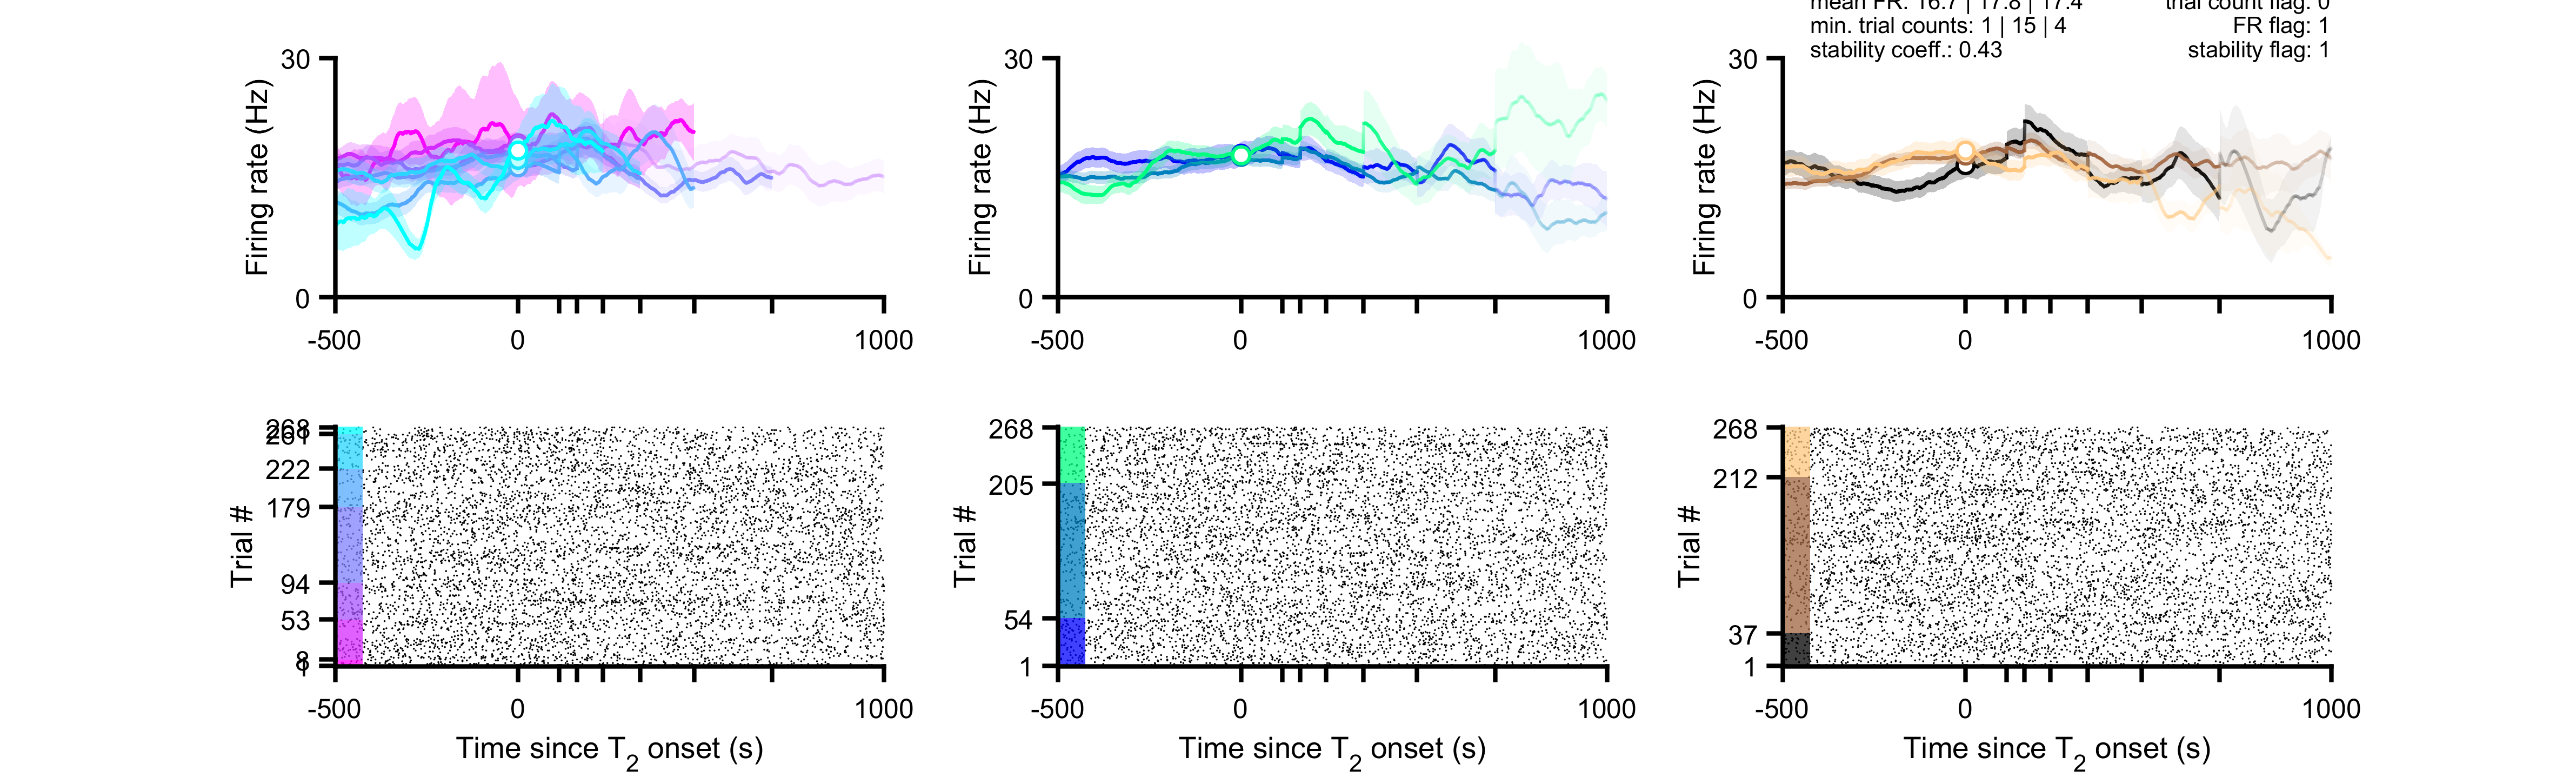 mean FR: 16.7 | 17.8 | 17.4 trial count flag: 0
min. trial counts: 1 | 15 | 4 FR flag: 1
stability coeff.: 0.43 stability flag: 1
30 30 30
Firing rate (Hz) Firing rate (Hz) Firing rate (Hz)
0 0 0
-500 0 1000 -500 0 1000 -500 0 1000
268 268 268
261
222 205 212
179
Trial # Trial # Trial #
94
53 54 37
8
1 1
-500 0 1000 -500 0 1000 -500 0 1000
Time since T2 onset (s) Time since T2 onset (s) Time since T2 onset (s)